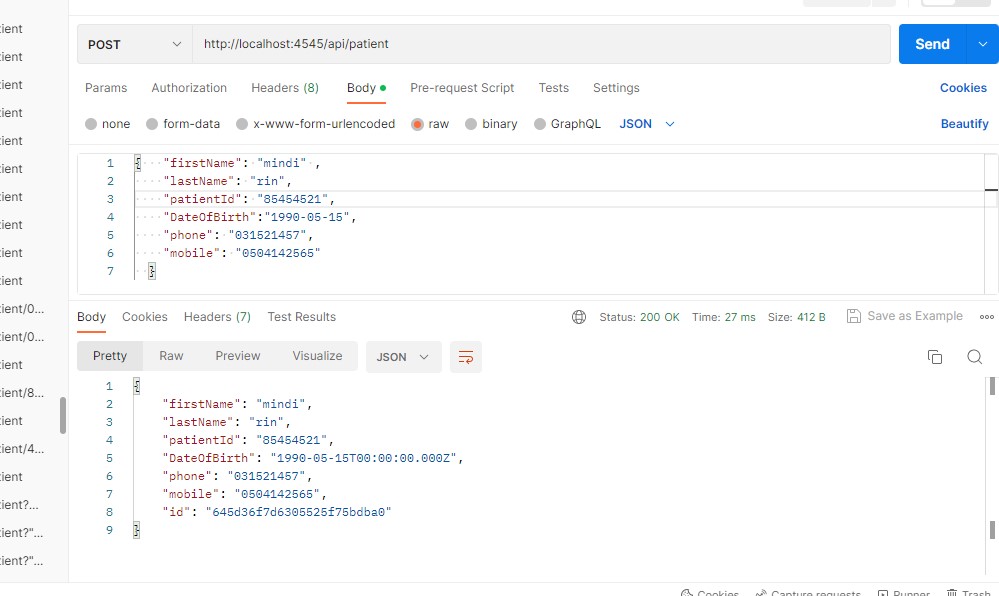 POST
http://localhost:4545/api/patient
Send
Params Authorization Headers (8) Body Pre-request Script Tests Settings Cookies
none form-data x-www-form-urlencoded raw binary GraphQL JSON Beautify
1 { "firstName": "mindi" ,
2 "lastName": "rin",
3 "patientId": "85454521",
4 "DateOfBirth":"1990-05-15",
5 "phone": "031521457",
6 "mobile": "0504142565"
7 }
Body Cookies Headers (7) Test Results Status: 200 OK Time: 27 ms Size: 412 B Save as Example
Pretty Raw Preview Visualize JSON
1 {
2 "firstName": "mindi",
3 "lastName": "rin",
4 "patientId": "85454521",
5 "DateOfBirth": "1990-05-15T00:00:00.000Z",
6 "phone": "031521457",
7 "mobile": "0504142565",
8 "id": "645d36f7d6305525f75bdba0"
9 }
tient
tient
tient
tient
tient
tient
tient
tient
tient
tient
tient/0...
tient/0...
tient
tient/8...
tient
tient/4...
tient
tient?...
tient?"...
tient?"...
Cookies Capture requests Runner Trash